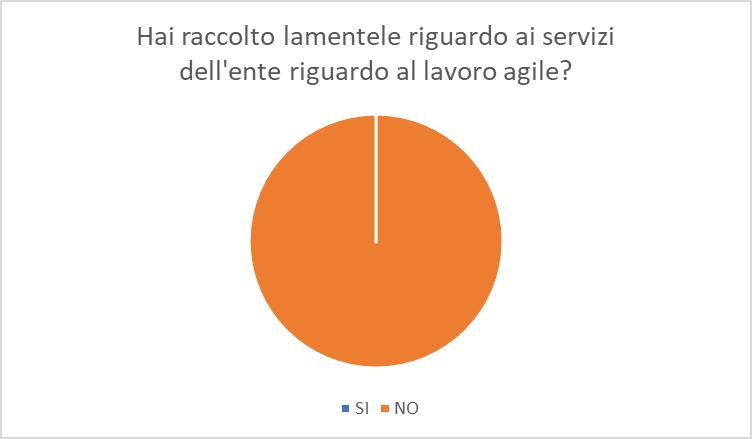 Hai raccolto lamentele riguardo ai servizi
dell'ente riguardo al lavoro agile?
SI NO